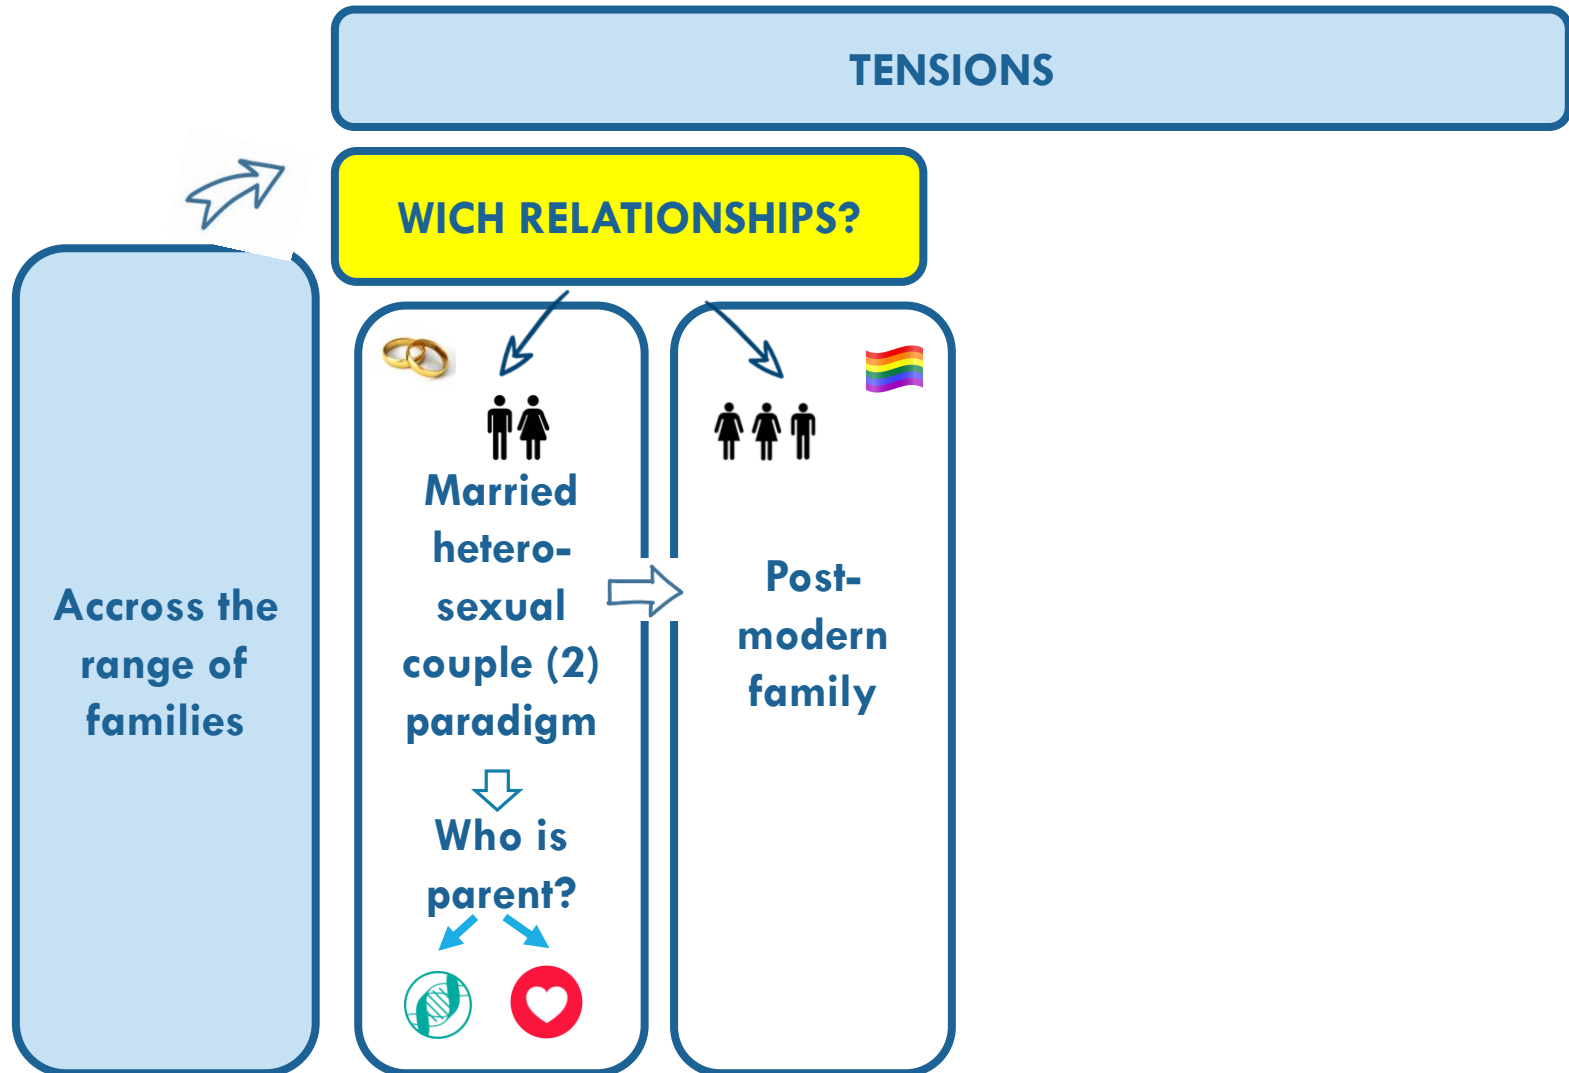 TENSIONS
WICH RELATIONSHIPS?
Accross the
range of
families
Married
hetero-
sexual
couple (2)
paradigm
Who is
parent?
Post-
modern
family